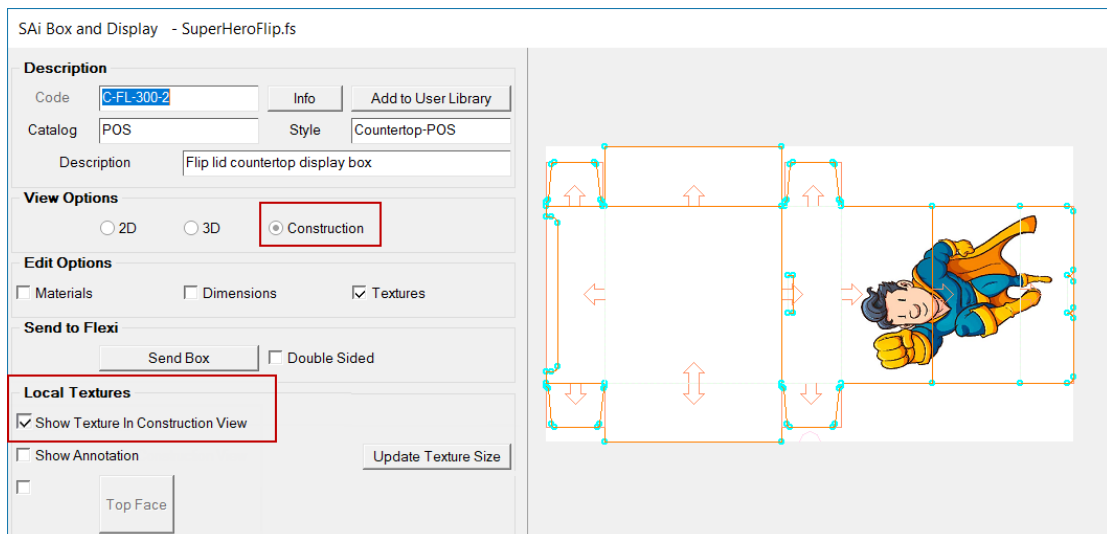 SAi Box and Display - SuperHeroFlip.fs
Description
Code C-FL-300-2 Info Add to User Library
Catalog POS Style Countertop-POS
Description Flip lid countertop display box
View Options
2D 3D Construction
Edit Options
Materials Dimensions Textures
Send to Flexi
Send Box Double Sided
Local Textures
Show Texture In Construction View
Show Annotation Update Texture Size
Top Face